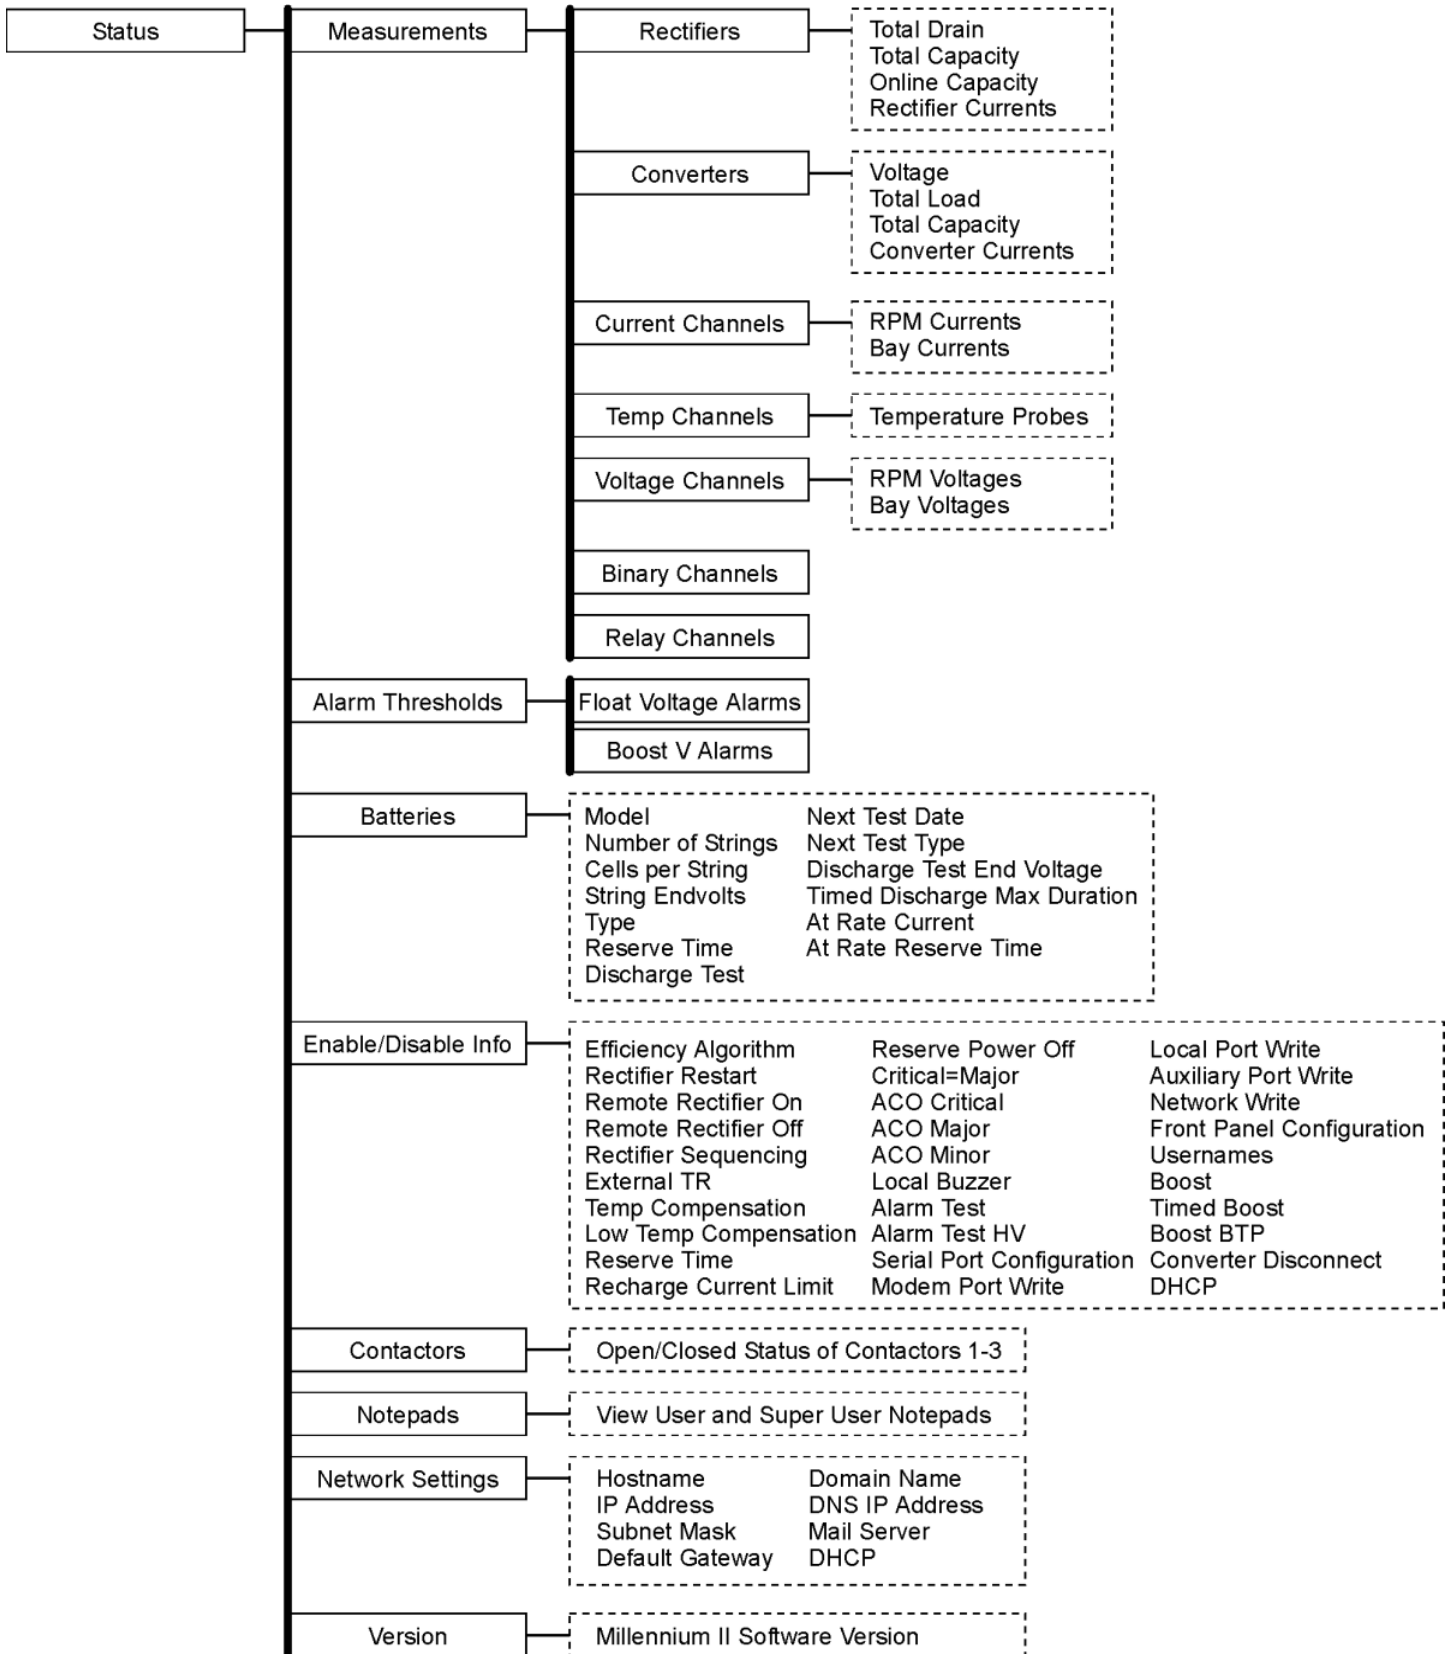 Status
Measurements
Rectifiers
Total Drain
Total Capacity
Online Capacity
Rectifier Currents
Converters
Voltage
Total Load
Total Capacity
Converter Currents
Current Channels
RPM Currents
Bay Currents
Temp Channels
Temperature Probes
Voltage Channels
RPM Voltages
Bay Voltages
Binary Channels
Relay Channels
Alarm Thresholds
Float Voltage Alarms
Boost V Alarms
Batteries
Model
Number of Strings
Cells per String
String Endvolts
Type
Reserve Time
Discharge Test
Next Test Date
Next Test Type
Discharge Test End Voltage
Timed Discharge Max Duration
At Rate Current
At Rate Reserve Time
Enable/Disable Info
Efficiency Algorithm
Rectifier Restart
Remote Rectifier On
Remote Rectifier Off
Rectifier Sequencing
External TR
Temp Compensation
Low Temp Compensation
Reserve Time
Recharge Current Limit
Reserve Power Off
Critical=Major
ACO Critical
ACO Major
ACO Minor
Local Buzzer
Alarm Test
Alarm Test HV
Serial Port Configuration
Modem Port Write
Local Port Write
Auxiliary Port Write
Network Write
Front Panel Configuration
Usernames
Boost
Timed Boost
Boost BTP
Converter Disconnect
DHCP
Contactors
Open/Closed Status of Contactors 1-3
Notepads
View User and Super User Notepads
Network Settings
Hostname
IP Address
Subnet Mask
Default Gateway
Domain Name
DNS IP Address
Mail Server
DHCP
Version
Millennium II Software Version